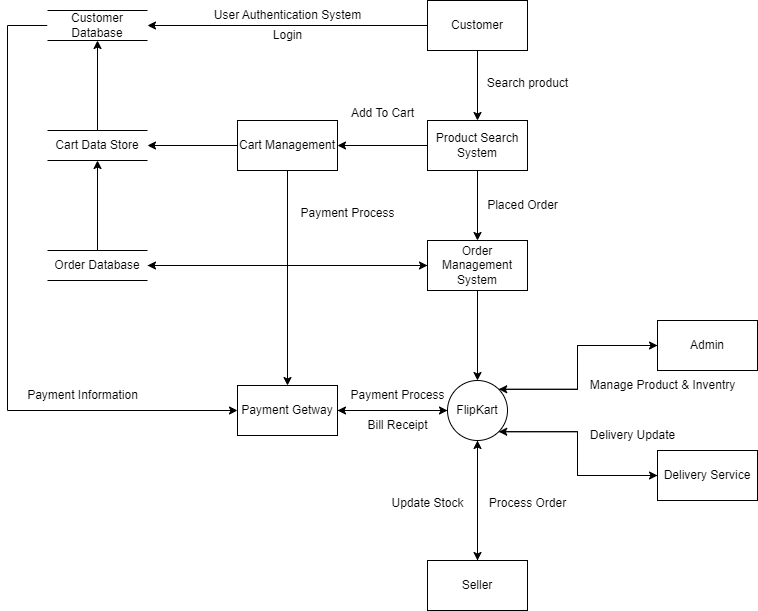 Customer
Database
User Authentication System
Login
Customer
Search product
Add To Cart
Cart Data Store
Cart Management
Product Search
System
Payment Process
Placed Order
Order Database
Order
Management
System
Admin
Manage Product & Inventry
Payment Information
Payment Getway
Payment Process
Bill Receipt
FlipKart
Delivery Update
Delivery Service
Update Stock
Process Order
Seller